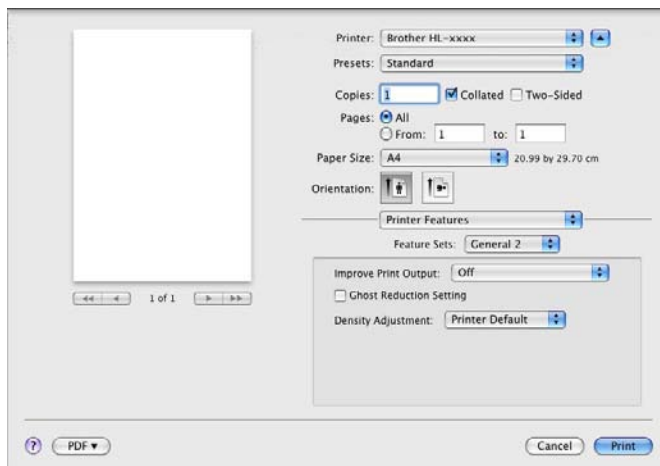 Printer: Brother HL-xxxx
Presets: Standard
Copies: 1 Collated Two-Sided
Pages: All
From: 1 to: 1
Paper Size: A4 20.99 by 29.70 cm
Orientation:
Printer Features
Feature Sets: General 2
Improve Print Output: Off
Ghost Reduction Setting
Density Adjustment: Printer Default
1 of 1
? PDF Cancel Print